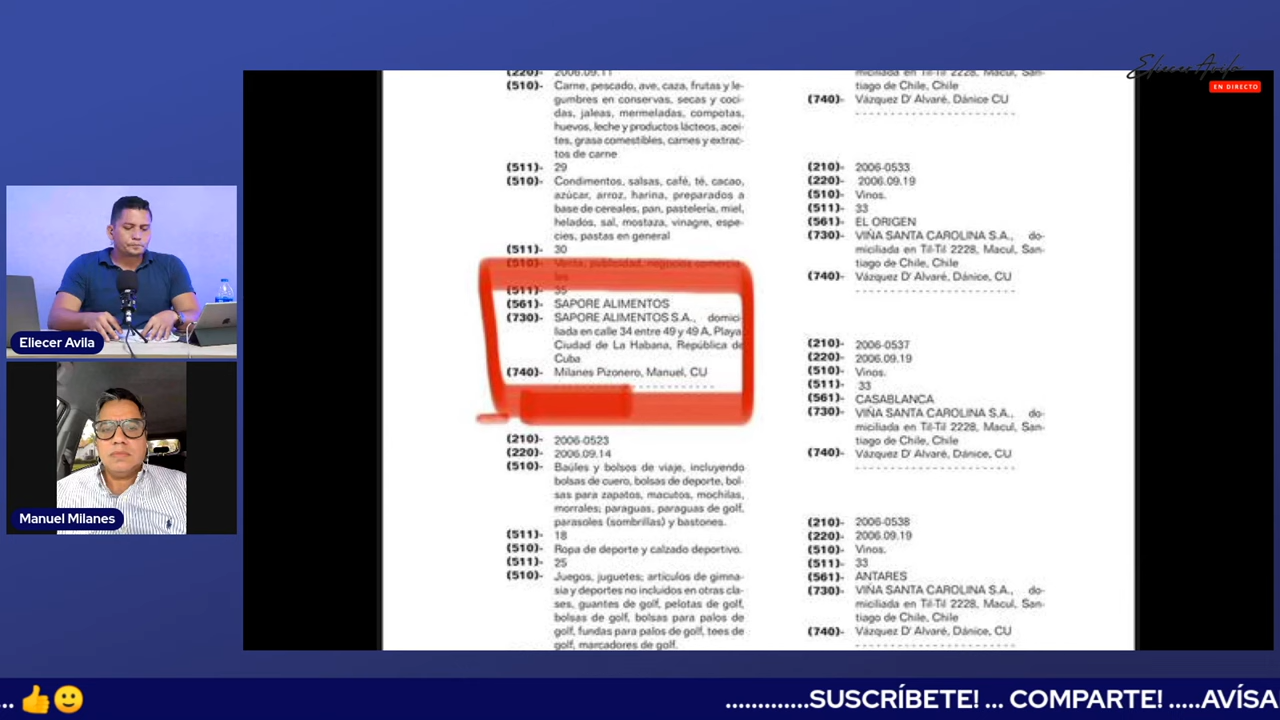 Eliecer Avila
EN DIRECTO
Eliecer Avila
Manuel Milanes
(220)- 2006.09.11
(510)- Carne, pescado, ave, caza, frutas y le-
gumbres en conservas, secas y coci-
das, jaleas, mermeladas, compotas,
huevos, leche y productos lácteos, acei-
tes, grasa comestibles, carnes y extrac-
tos de carne
(511)- 29
(510)- Condimentos, salsas, café, té, cacao,
azúcar, arroz, harina, preparados a
base de cereales, pan, pastelería, miel,
helados, sal, mostaza, vinagre, espe-
cies, pastas en general
(511)- 30
(510)- Venta, publicidad, negocios comercia-
les
(511)- 35
(561)- SAPORE ALIMENTOS
(730)- SAPORE ALIMENTOS S.A., domici-
liada en calle 34 entre 49 y 49 A, Playa,
Ciudad de La Habana, República de
Cuba
(740)- Milanes Pizonero, Manuel, CU
(210)- 2006-0523
(220)- 2006.09.14
(510)- Baúles y bolsos de viaje, incluyendo
bolsas de cuero, bolsas de deporte, bol-
sas para zapatos, macutos, mochilas,
morrales; paraguas, paraguas de golf,
parasoles (sombrillas) y bastones.
(511)- 18
(510)- Ropa de deporte y calzado deportivo.
(511)- 25
(510)- Juegos, juguetes; artículos de gimna-
sia y deportes no incluidos en otras cla-
ses, guantes de golf, pelotas de golf,
bolsas de golf, bolsas para palos de
golf, fundas para palos de golf, tees de
golf, marcadores de golf.
miciliada en Til-Til 2228, Macul, San-
tiago de Chile, Chile
(740)- Vázquez D' Alvaré, Dánice CU
(210)- 2006-0533
(220)- 2006.09.19
(510)- Vinos.
(511)- 33
(561)- EL ORIGEN
(730)- VIÑA SANTA CAROLINA S.A., do-
miciliada en Til-Til 2228, Macul, San-
tiago de Chile, Chile
(740)- Vázquez D' Alvaré, Dánice, CU
(210)- 2006-0537
(220)- 2006.09.19
(510)- Vinos.
(511)- 33
(561)- CASABLANCA
(730)- VIÑA SANTA CAROLINA S.A., do-
miciliada en Til-Til 2228, Macul, San-
tiago de Chile, Chile
(740)- Vázquez D' Alvaré, Dánice, CU
(210)- 2006-0538
(220)- 2006.09.19
(510)- Vinos.
(511)- 33
(561)- ANTARES
(730)- VIÑA SANTA CAROLINA S.A., do-
miciliada en Til-Til 2228, Macul, San-
tiago de Chile, Chile
(740)- Vázquez D' Alvaré, Dánice, CU
... 👍🙂 ............SUSCRÍBETE! ... COMPARTE! .....AVÍSA